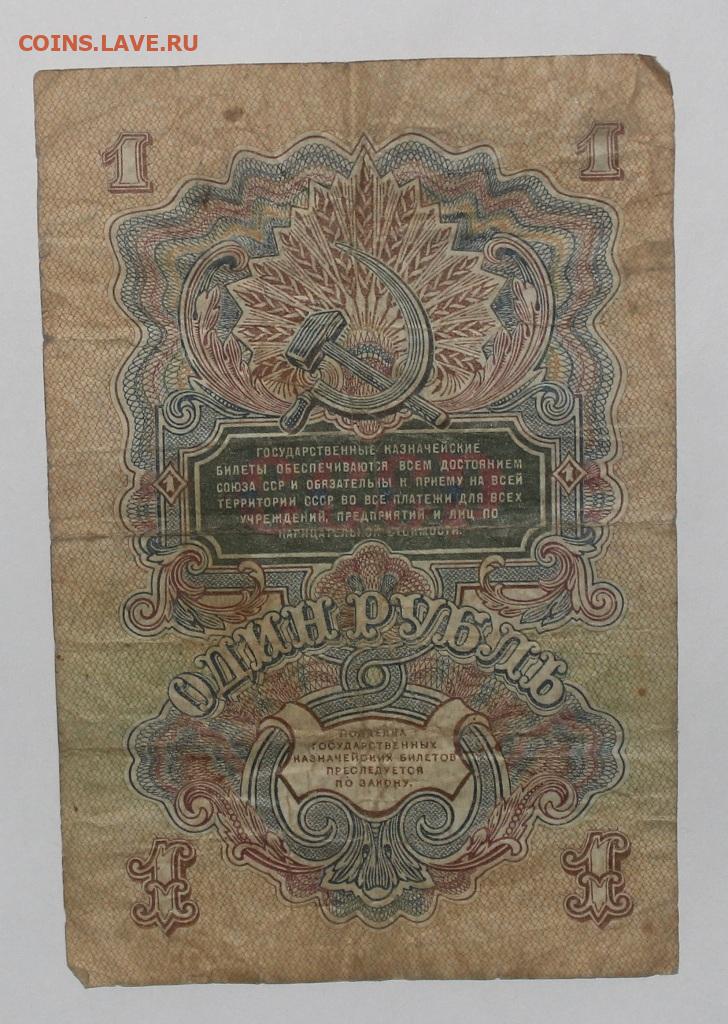 COINS.LAVE.RU
1 1
ГОСУДАРСТВЕННЫЕ КАЗНАЧЕЙСКИЕ
БИЛЕТЫ ОБЕСПЕЧИВАЮТСЯ ВСЕМ ДОСТОЯНИЕМ
СОЮЗА ССР И ОБЯЗАТЕЛЬНЫ К ПРИЕМУ НА ВСЕЙ
ТЕРРИТОРИИ СССР ВО ВСЕ ПЛАТЕЖИ ДЛЯ ВСЕХ
УЧРЕЖДЕНИЙ, ПРЕДПРИЯТИЙ И ЛИЦ ПО
НАРИЦАТЕЛЬНОЙ СТОИМОСТИ.
1 1
ОДИН РУБЛЬ
ПОДДЕЛКА
ГОСУДАРСТВЕННЫХ
КАЗНАЧЕЙСКИХ БИЛЕТОВ
ПРЕСЛЕДУЕТСЯ
ПО ЗАКОНУ.
1 1